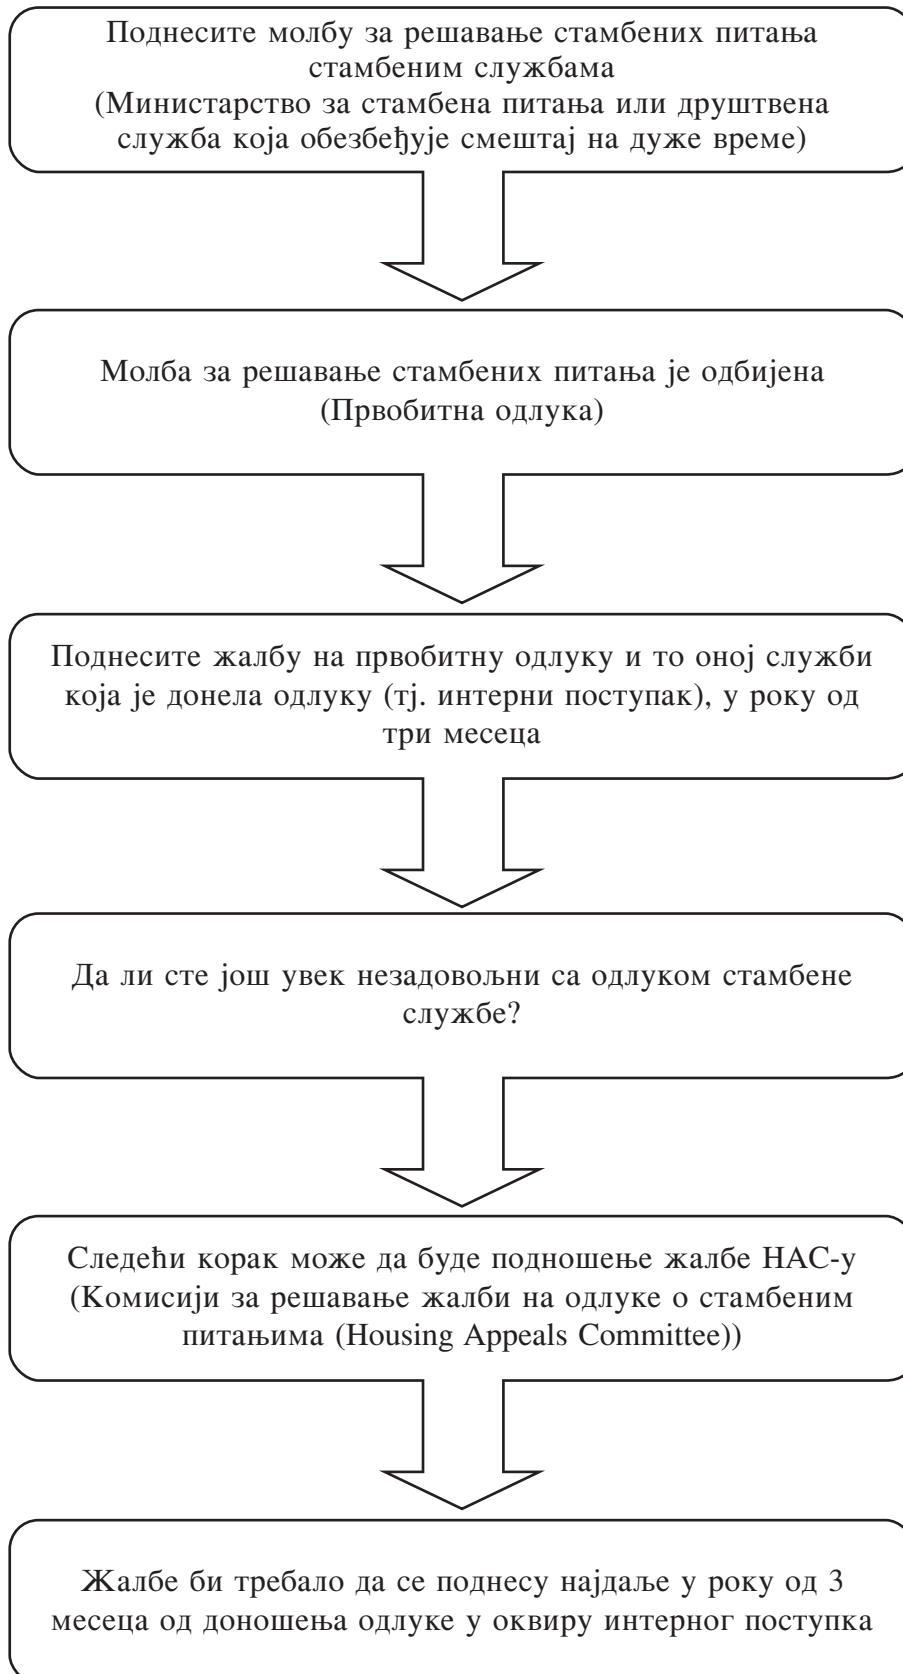 Поднесите молбу за решавање стамбених питања
стамбеним службама
(Министарство за стамбена питања или друштвена
служба која обезбеђује смештај на дуже време)
Молба за решавање стамбених питања је одбијена
(Првобитна одлука)
Поднесите жалбу на првобитну одлуку и то оној служби
која је донела одлуку (тј. интерни поступак), у року од
три месеца
Да ли сте још увек незадовољни са одлуком стамбене
службе?
Следећи корак може да буде подношење жалбе НАС-у
(Комисији за решавање жалби на одлуке о стамбеним
питањима (Housing Appeals Committee))
Жалбе би требало да се поднесу најдаље у року од 3
месеца од доношења одлуке у оквиру интерног поступка